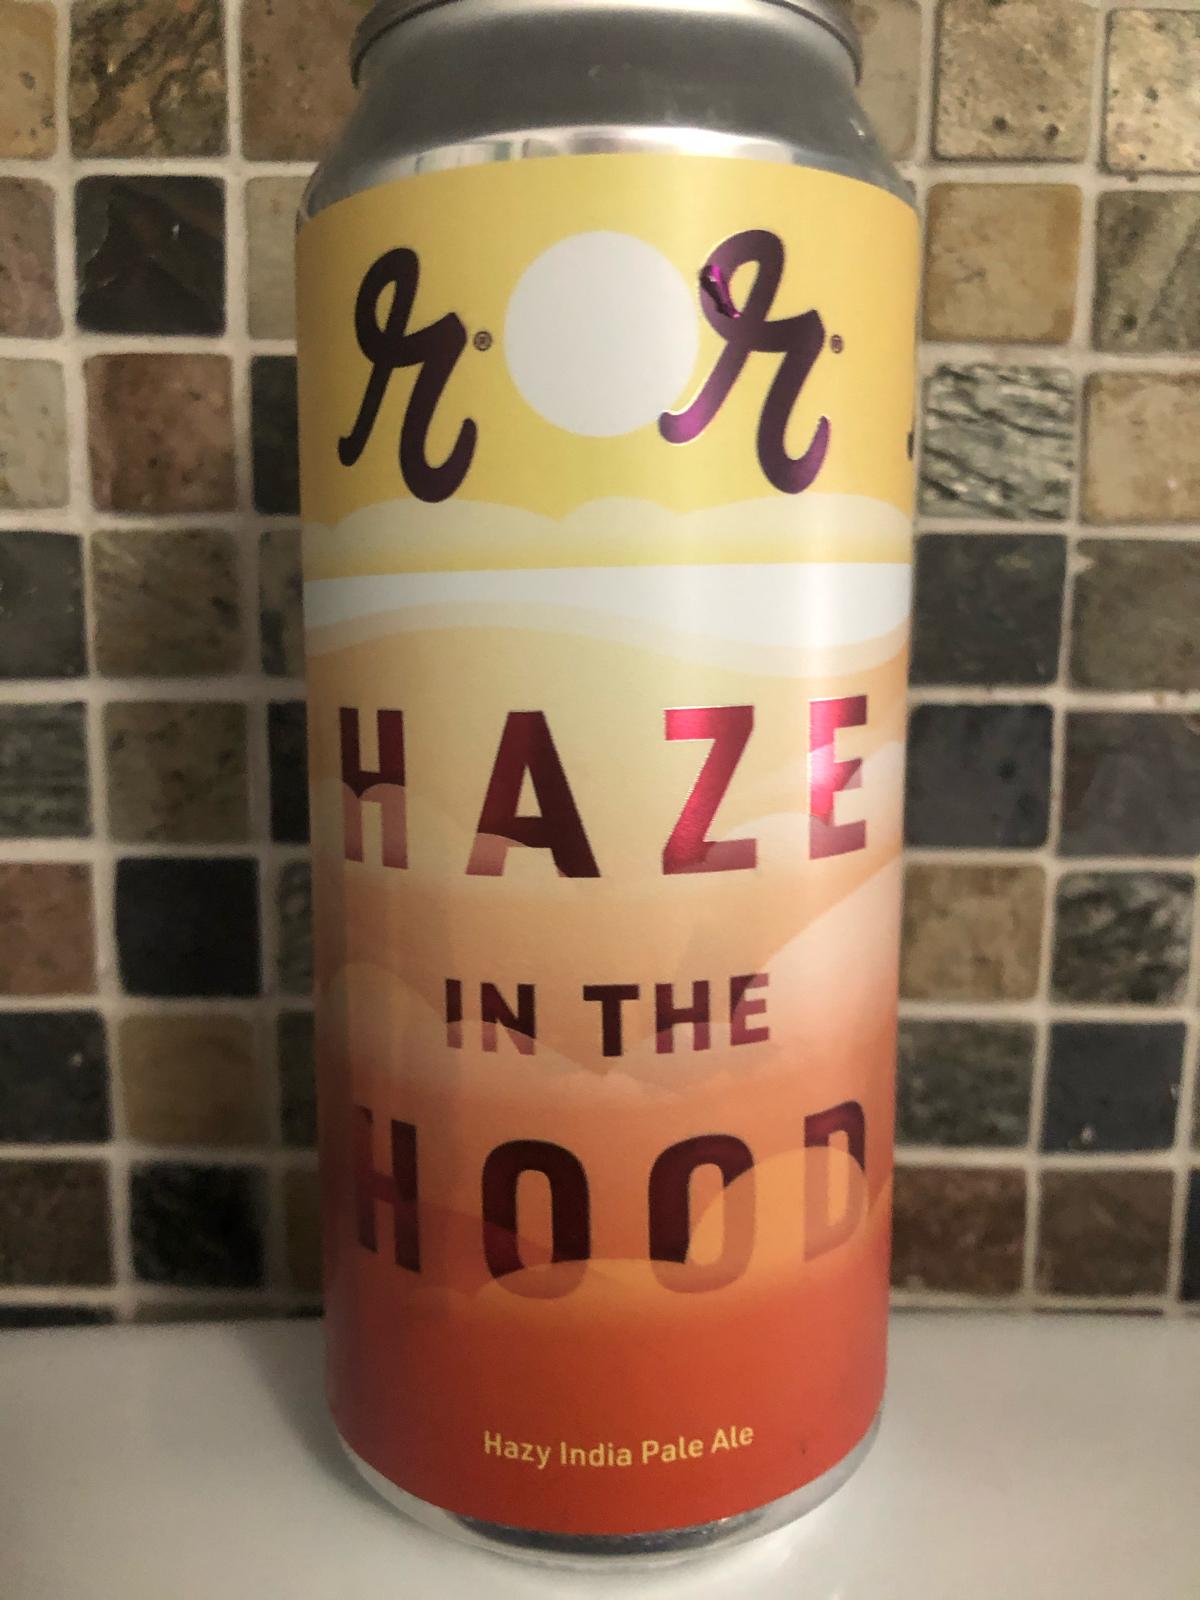 r® r®
HAZE
IN THE
HOOD
Hazy India Pale Ale